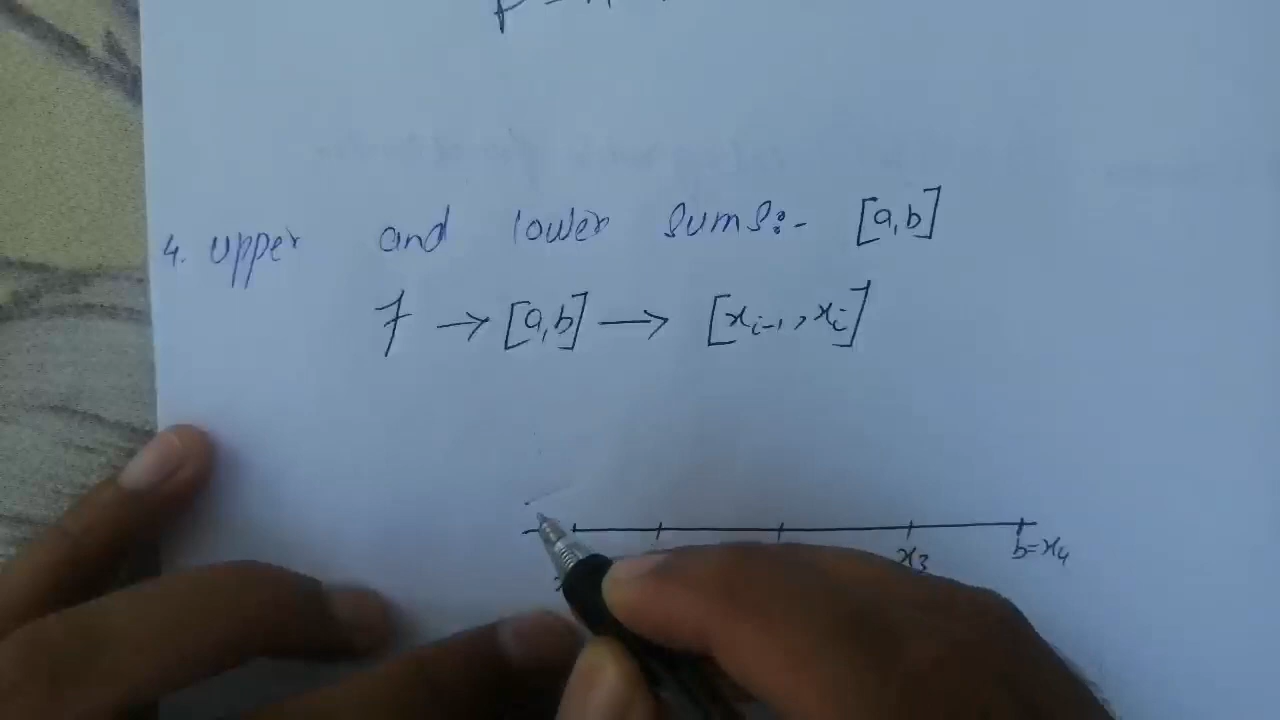 4. Upper and lower sums:- [a,b]
f → [a,b] → [xᵢ₋₁, xᵢ]
x₃ b=x₄